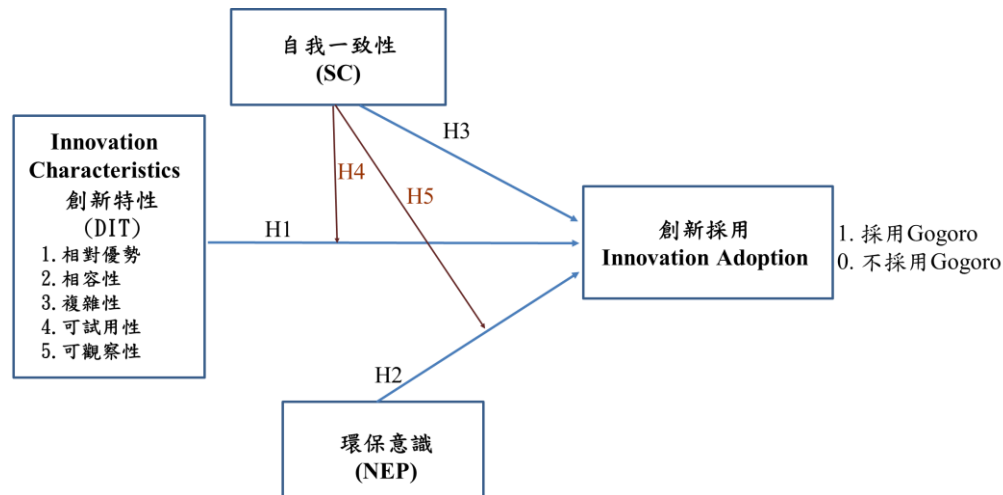 自我一致性
(SC)
H3
Innovation
Characteristics
創新特性
(DIT)
1.相對優勢
2.相容性
3.複雜性
4.可試用性
5.可觀察性
H4
H5
H1
創新採用
Innovation Adoption
1. 採用Gogoro
0. 不採用Gogoro
H2
環保意識
(NEP)